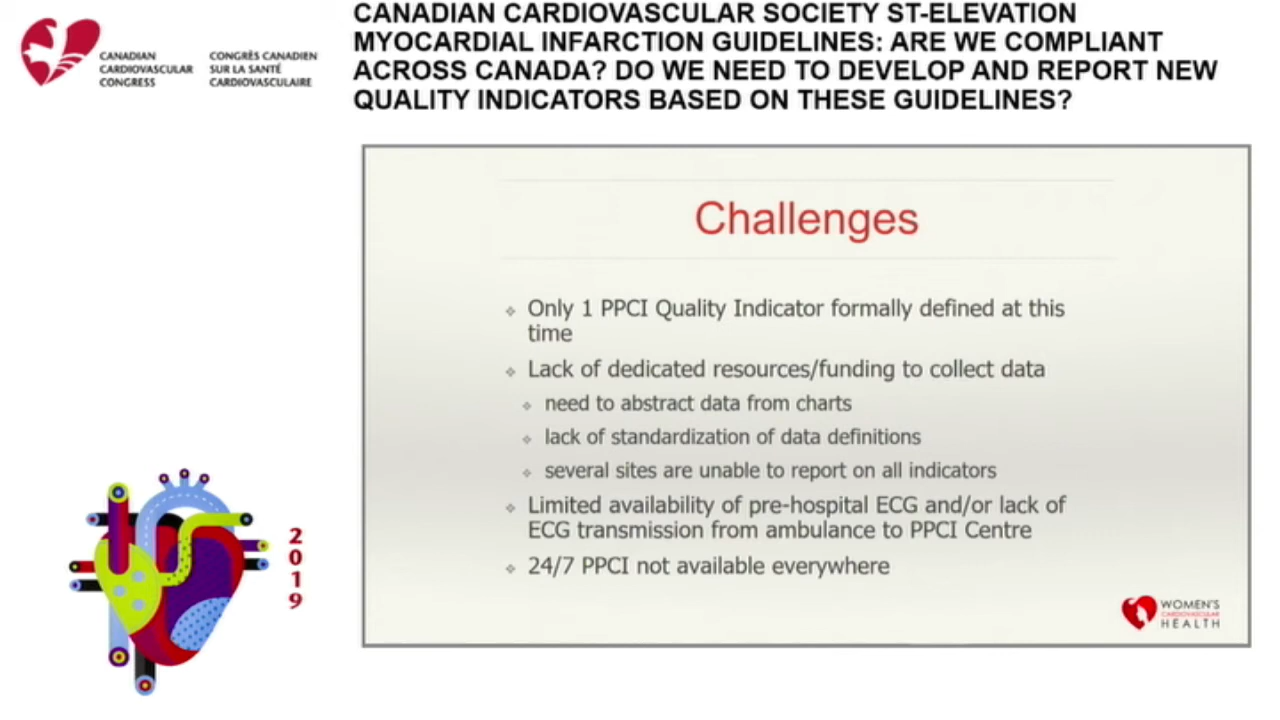 CANADIAN CARDIOVASCULAR CONGRESS
CONGRÈS CANADIEN SUR LA SANTÉ CARDIOVASCULAIRE
CANADIAN CARDIOVASCULAR SOCIETY ST-ELEVATION
MYOCARDIAL INFARCTION GUIDELINES: ARE WE COMPLIANT
ACROSS CANADA? DO WE NEED TO DEVELOP AND REPORT NEW
QUALITY INDICATORS BASED ON THESE GUIDELINES?
Challenges
Only 1 PPCI Quality Indicator formally defined at this
time
Lack of dedicated resources/funding to collect data
need to abstract data from charts
lack of standardization of data definitions
several sites are unable to report on all indicators
Limited availability of pre-hospital ECG and/or lack of
ECG transmission from ambulance to PPCI Centre
24/7 PPCI not available everywhere
WOMEN'S
CARDIOVASCULAR
HEALTH
2019